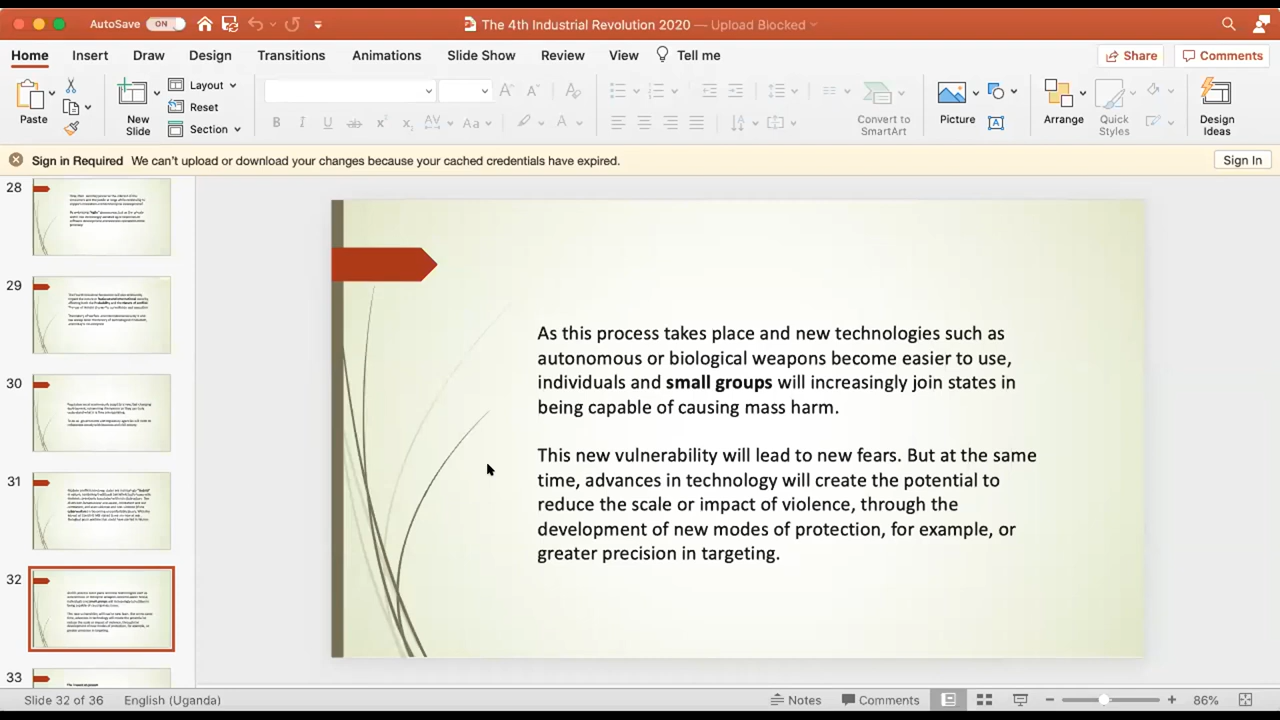 AutoSave ON
The 4th Industrial Revolution 2020 — Upload Blocked
Home Insert Draw Design Transitions Animations Slide Show Review View Tell me
Share Comments
Paste
New Slide
Layout
Reset
Section
Convert to SmartArt
Picture
Arrange
Quick Styles
Design Ideas
Sign in Required We can't upload or download your changes because your cached credentials have expired.
Sign In
28
29
30
31
32
33
As this process takes place and new technologies such as
autonomous or biological weapons become easier to use,
individuals and small groups will increasingly join states in
being capable of causing mass harm.
This new vulnerability will lead to new fears. But at the same
time, advances in technology will create the potential to
reduce the scale or impact of violence, through the
development of new modes of protection, for example, or
greater precision in targeting.
Slide 32 of 36 English (Uganda)
Notes Comments 86%